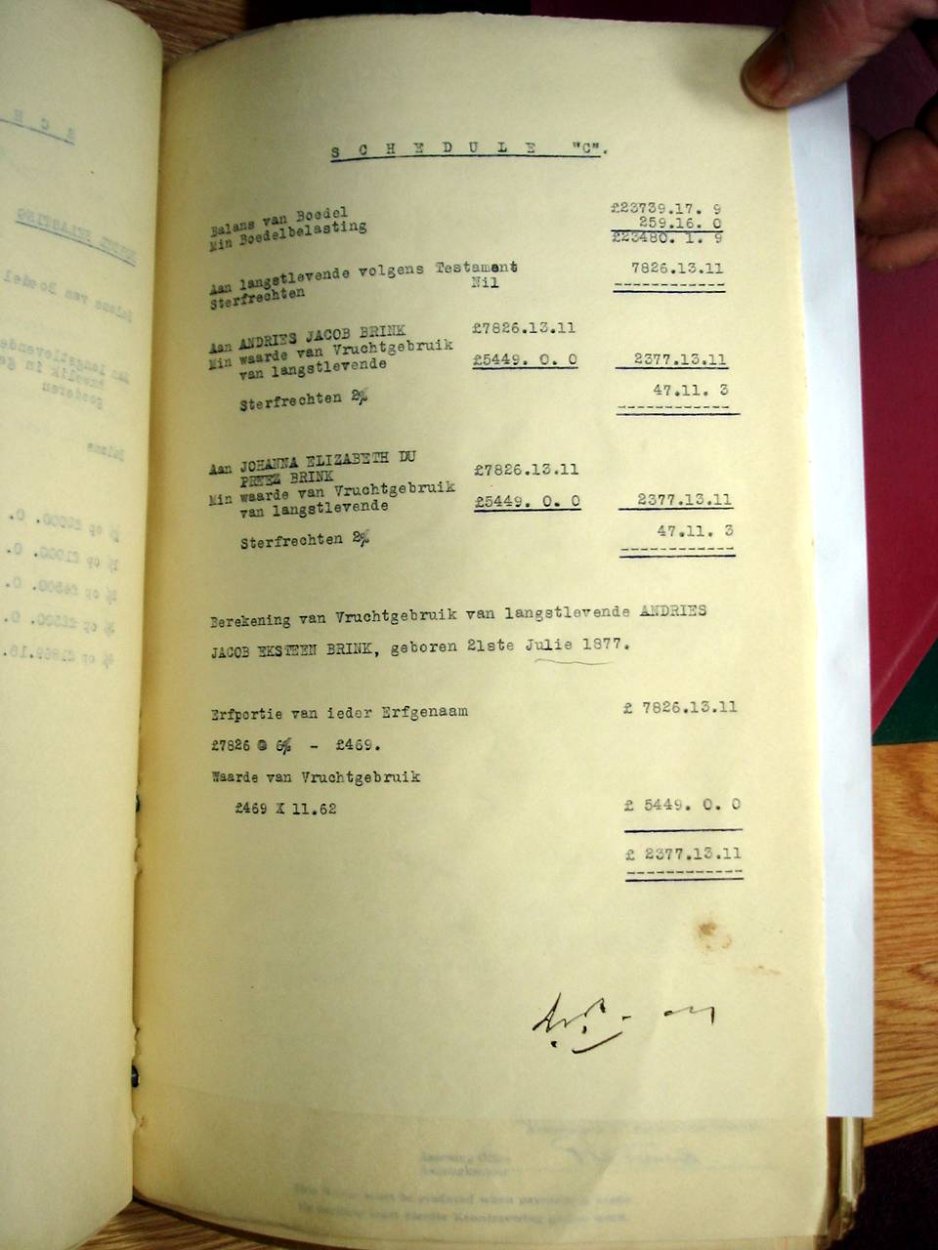 SCHEDULE "C".
Balans van Boedel £23739.17. 9
Min Boedelbelasting 259.16. 0
£23480. 1. 9
Aan langstlevende volgens Testament 7826.13.11
Sterfrechten Nil
Aan ANDRIES JACOB BRINK £7826.13.11
Min waarde van Vruchtgebruik
van langstlevende £5449. 0. 0 2377.13.11
Sterfrechten 2% 47.11. 3
Aan JOHANNA ELIZABETH DU
PREEZ BRINK £7826.13.11
Min waarde van Vruchtgebruik
van langstlevende £5449. 0. 0 2377.13.11
Sterfrechten 2% 47.11. 3
Berekening van Vruchtgebruik van langstlevende ANDRIES
JACOB EKSTEEN BRINK, geboren 21ste Julie 1877.
Erfportie van ieder Erfgenaam £ 7826.13.11
£7826 @ 6% - £469.
Waarde van Vruchtgebruik
£469 X 11.62 £ 5449. 0. 0
£ 2377.13.11